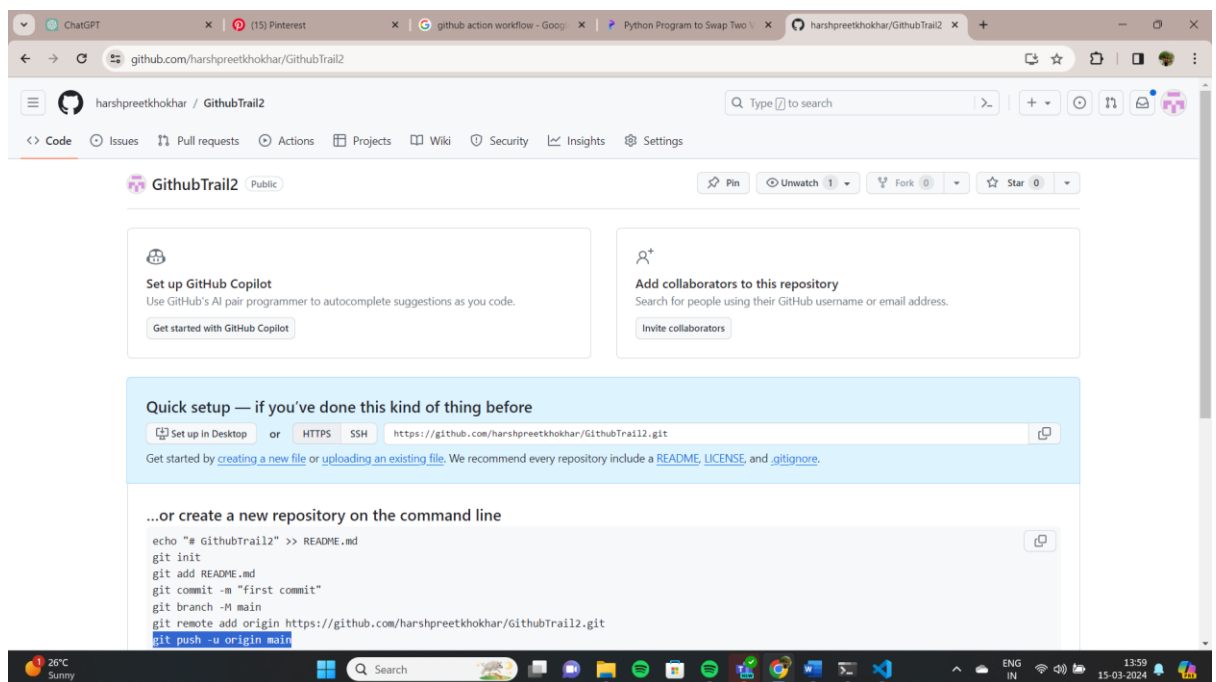 ChatGPT
(15) Pinterest
github action workflow - Googl
Python Program to Swap Two V
harshpreetkhokhar/GithubTrail2
github.com/harshpreetkhokhar/GithubTrail2
harshpreetkhokhar / GithubTrail2
Type / to search
<> Code
Issues
Pull requests
Actions
Projects
Wiki
Security
Insights
Settings
GithubTrail2 Public
Pin
Unwatch 1
Fork 0
Star 0
Set up GitHub Copilot
Use GitHub's AI pair programmer to autocomplete suggestions as you code.
Get started with GitHub Copilot
Add collaborators to this repository
Search for people using their GitHub username or email address.
Invite collaborators
Quick setup — if you've done this kind of thing before
Set up in Desktop or HTTPS SSH https://github.com/harshpreetkhokhar/GithubTrail2.git
Get started by creating a new file or uploading an existing file. We recommend every repository include a README, LICENSE, and .gitignore.
...or create a new repository on the command line
echo "# GithubTrail2" >> README.md
git init
git add README.md
git commit -m "first commit"
git branch -M main
git remote add origin https://github.com/harshpreetkhokhar/GithubTrail2.git
git push -u origin main
1
26°C
Sunny
Search
ENG
IN
13:59
15-03-2024